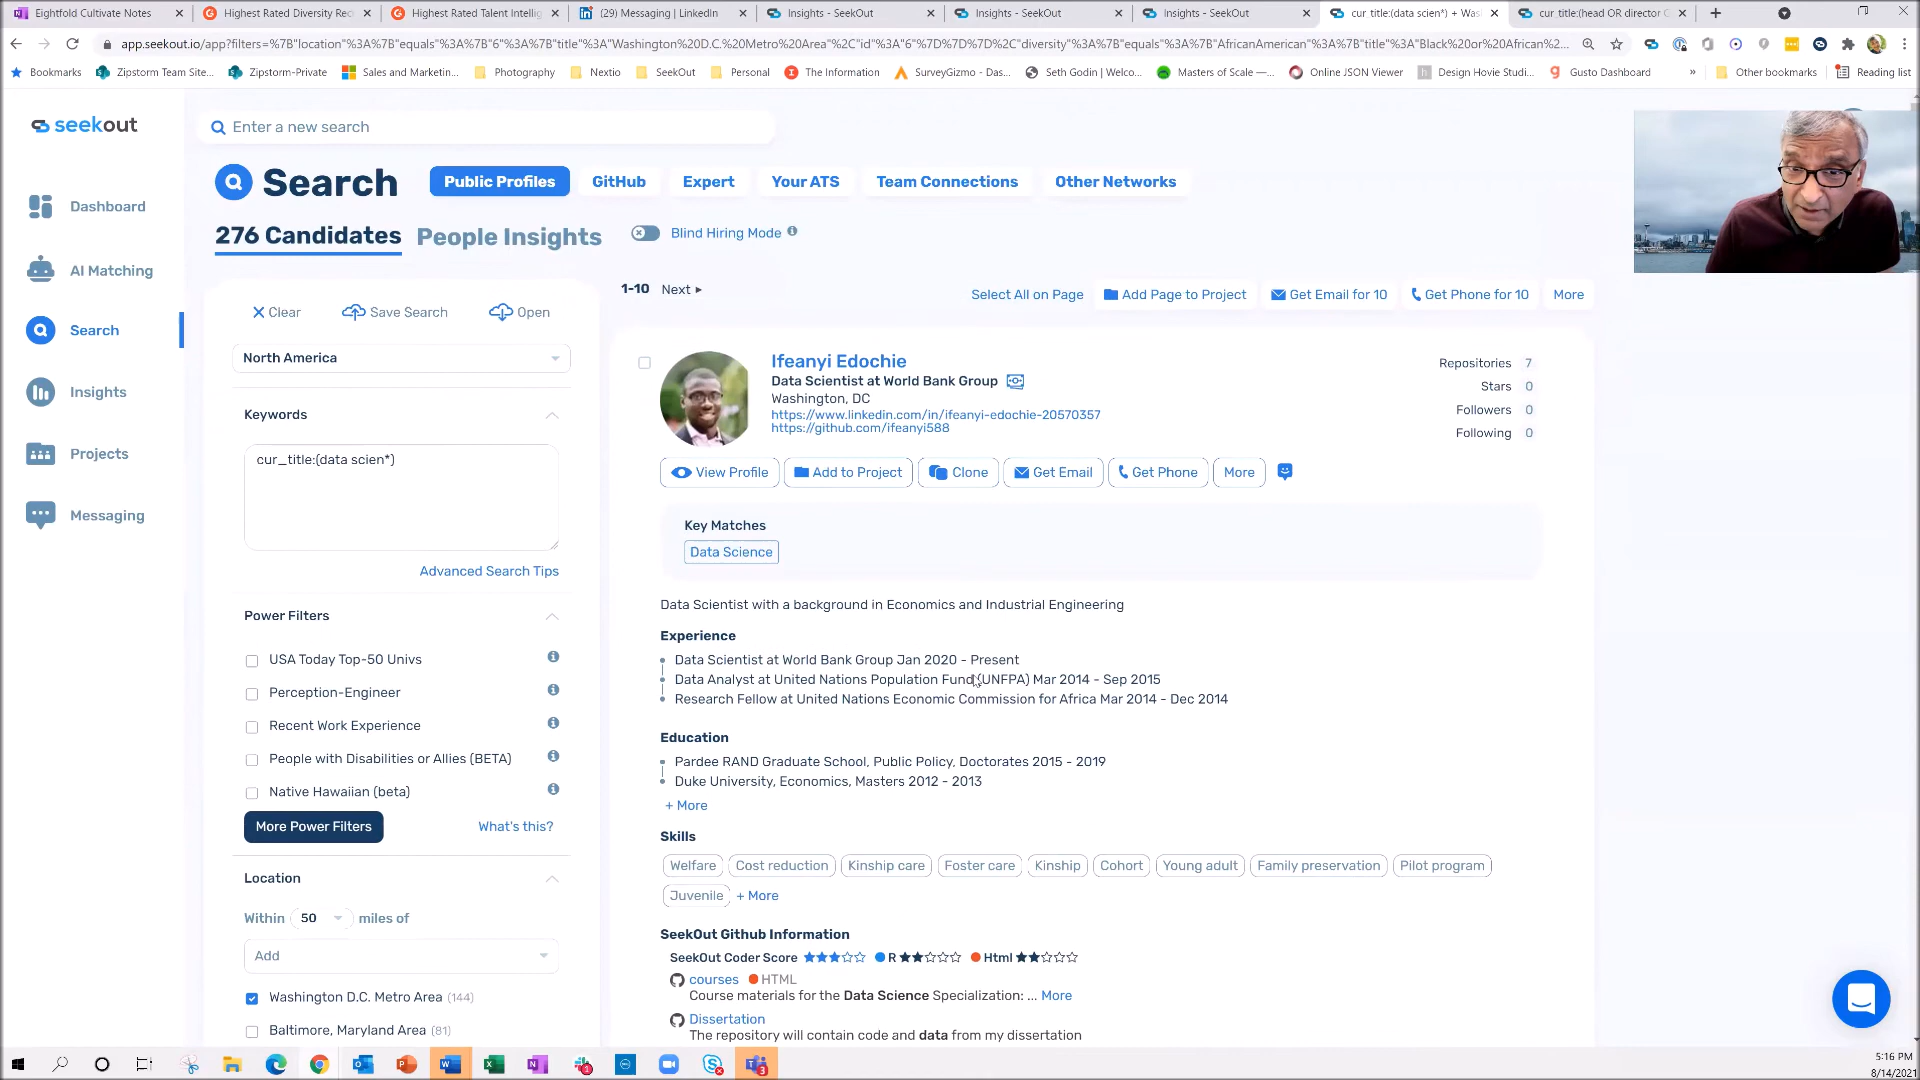 Eightfold Cultivate Notes
Highest Rated Diversity Rec
Highest Rated Talent Intellig
(29) Messaging | LinkedIn
Insights - SeekOut
Insights - SeekOut
Insights - SeekOut
cur_title:(data scien*) + Was
cur_title:(head OR director
app.seekout.io/app?filters=%7B"location"%3A%7B"equals"%3A%7B"6"%3A%7B"title"%3A"Washington%20D.C.%20Metro%20Area"%2C"id"%3A"6"%7D%7D%7D%2C"diversity"%3A%7B"equals"%3A%7B"AfricanAmerican"%3A%7B"title"%3A"Black%20or%20African%2...
Bookmarks
Zipstorm Team Site...
Zipstorm-Private
Sales and Marketin...
Photography
Nextio
SeekOut
Personal
The Information
SurveyGizmo - Das...
Seth Godin | Welco...
Masters of Scale —...
Online JSON Viewer
Design Hovie Studi...
Gusto Dashboard
»
Other bookmarks
Reading list
seekout
Enter a new search
Search
Public Profiles
GitHub
Expert
Your ATS
Team Connections
Other Networks
276 Candidates
People Insights
Blind Hiring Mode
Dashboard
AI Matching
Search
Insights
Projects
Messaging
Clear
Save Search
Open
North America
Keywords
cur_title:(data scien*)
Advanced Search Tips
Power Filters
USA Today Top-50 Univs
Perception-Engineer
Recent Work Experience
People with Disabilities or Allies (BETA)
Native Hawaiian (beta)
More Power Filters
What's this?
Location
Within 50 miles of
Add
Washington D.C. Metro Area (144)
Baltimore, Maryland Area (81)
1-10 Next
Select All on Page
Add Page to Project
Get Email for 10
Get Phone for 10
More
Ifeanyi Edochie
Data Scientist at World Bank Group
Washington, DC
https://www.linkedin.com/in/ifeanyi-edochie-20570357
https://github.com/ifeanyi588
Repositories 7
Stars 0
Followers 0
Following 0
View Profile
Add to Project
Clone
Get Email
Get Phone
More
Key Matches
Data Science
Data Scientist with a background in Economics and Industrial Engineering
Experience
Data Scientist at World Bank Group Jan 2020 - Present
Data Analyst at United Nations Population Fund (UNFPA) Mar 2014 - Sep 2015
Research Fellow at United Nations Economic Commission for Africa Mar 2014 - Dec 2014
Education
Pardee RAND Graduate School, Public Policy, Doctorates 2015 - 2019
Duke University, Economics, Masters 2012 - 2013
+ More
Skills
Welfare
Cost reduction
Kinship care
Foster care
Kinship
Cohort
Young adult
Family preservation
Pilot program
Juvenile
+ More
SeekOut Github Information
SeekOut Coder Score
R
Html
courses
HTML
Course materials for the Data Science Specialization: ... More
Dissertation
The repository will contain code and data from my dissertation
5:16 PM
8/14/2021